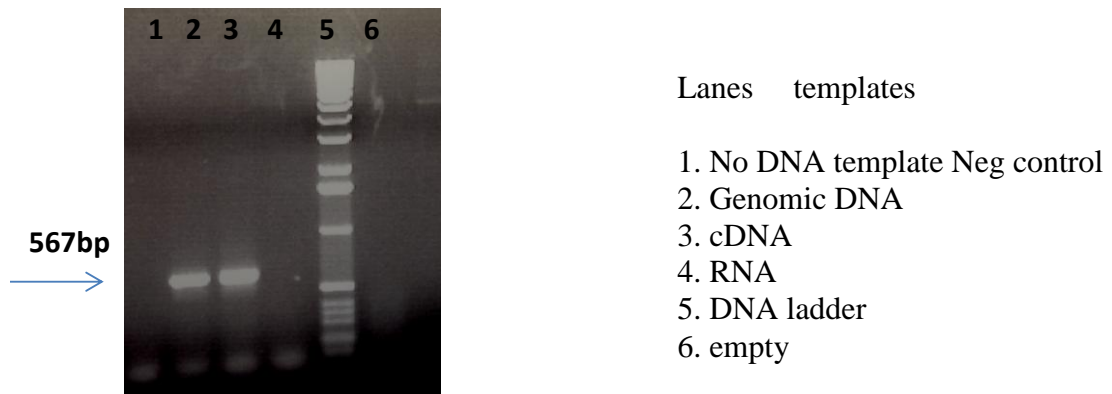 1 2 3 4 5 6
567bp
Lanes templates
1. No DNA template Neg control
2. Genomic DNA
3. cDNA
4. RNA
5. DNA ladder
6. empty